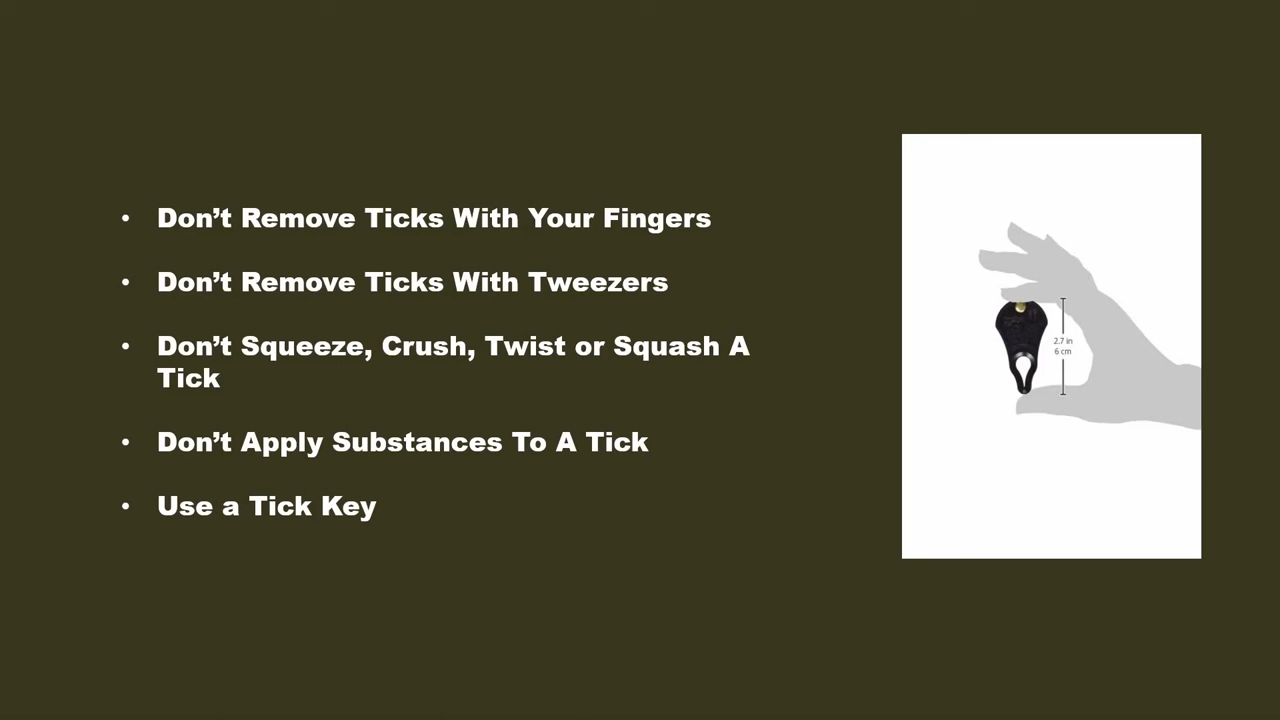 • Don’t Remove Ticks With Your Fingers
• Don’t Remove Ticks With Tweezers
• Don’t Squeeze, Crush, Twist or Squash A
Tick
• Don’t Apply Substances To A Tick
• Use a Tick Key
2.7 in
6 cm